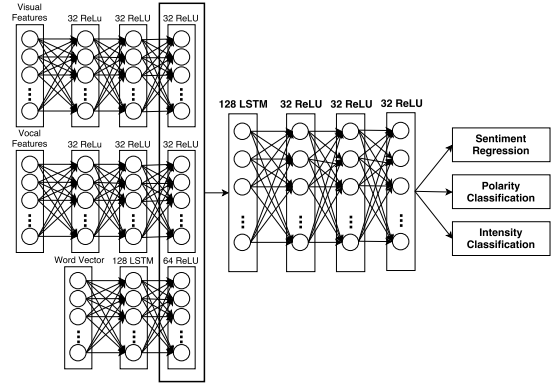 Visual
Features
32 ReLu
32 ReLU
32 ReLU
Vocal
Features
32 ReLu
32 ReLU
32 ReLU
Word Vector
128 LSTM
64 ReLU
128 LSTM
32 ReLU
32 ReLU
32 ReLU
Sentiment
Regression
Polarity
Classification
Intensity
Classification